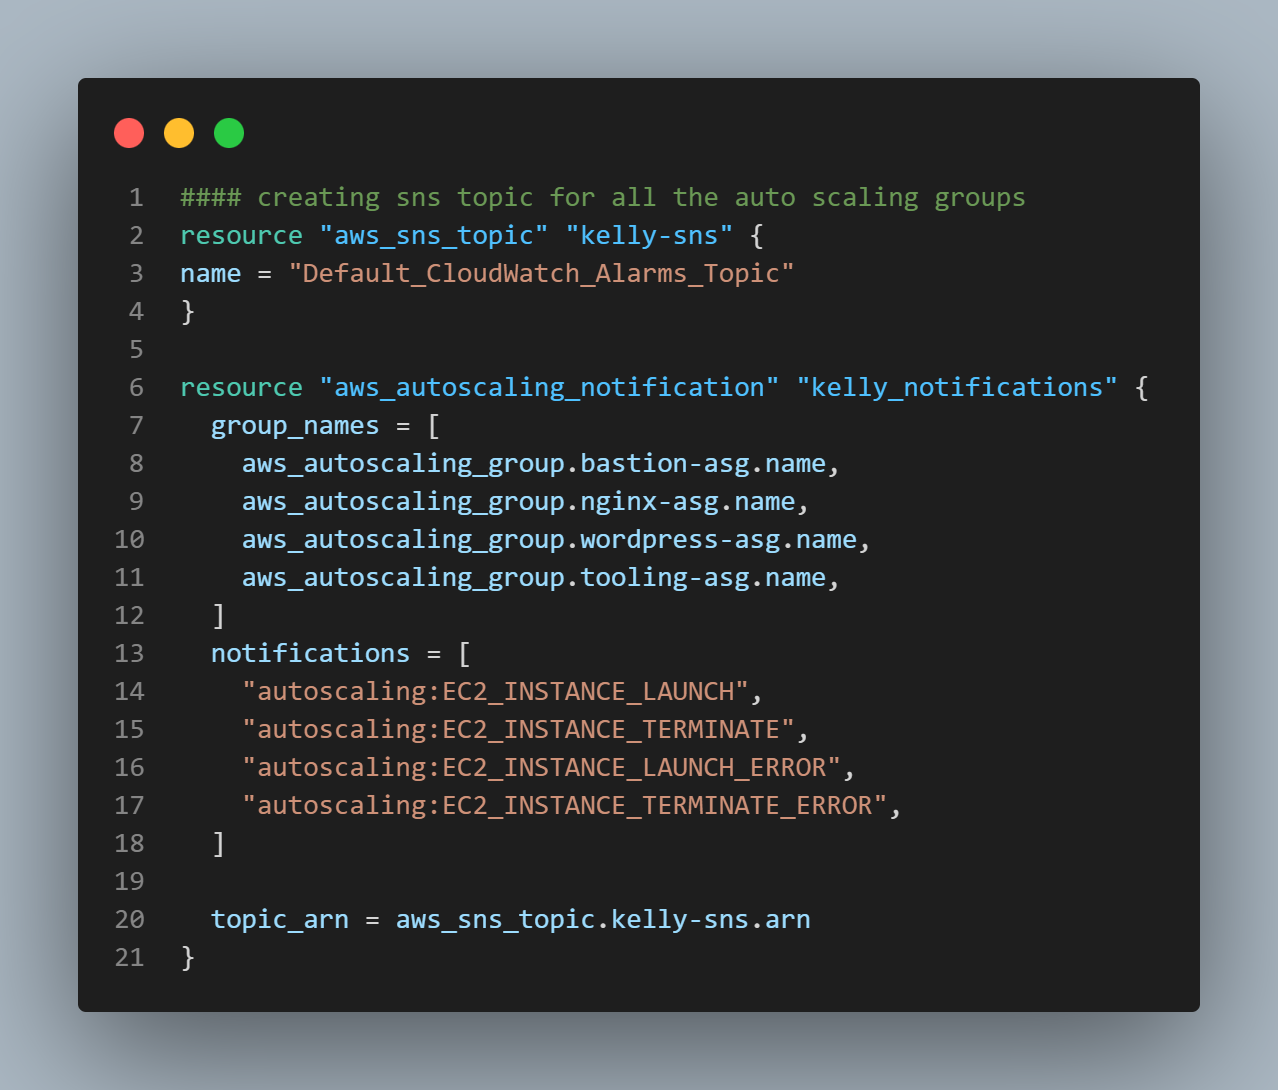 1 #### creating sns topic for all the auto scaling groups
2 resource "aws_sns_topic" "kelly-sns" {
3 name = "Default_CloudWatch_Alarms_Topic"
4 }
5
6 resource "aws_autoscaling_notification" "kelly_notifications" {
7   group_names = [
8     aws_autoscaling_group.bastion-asg.name,
9     aws_autoscaling_group.nginx-asg.name,
10     aws_autoscaling_group.wordpress-asg.name,
11     aws_autoscaling_group.tooling-asg.name,
12   ]
13   notifications = [
14     "autoscaling:EC2_INSTANCE_LAUNCH",
15     "autoscaling:EC2_INSTANCE_TERMINATE",
16     "autoscaling:EC2_INSTANCE_LAUNCH_ERROR",
17     "autoscaling:EC2_INSTANCE_TERMINATE_ERROR",
18   ]
19
20   topic_arn = aws_sns_topic.kelly-sns.arn
21 }